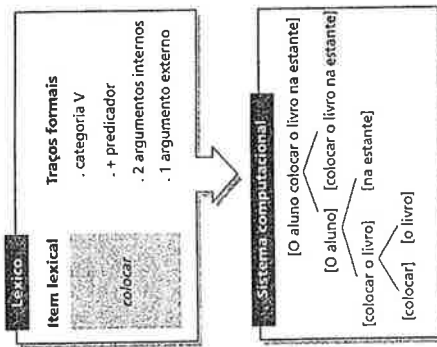 Léxico
Item lexical
colocar
Traços formais
. categoria V
. + predicador
. 2 argumentos internos
. 1 argumento externo
Sistema computacional
[O aluno colocar o livro na estante]
[O aluno] [colocar o livro na estante]
[colocar o livro] [na estante]
[colocar] [o livro]